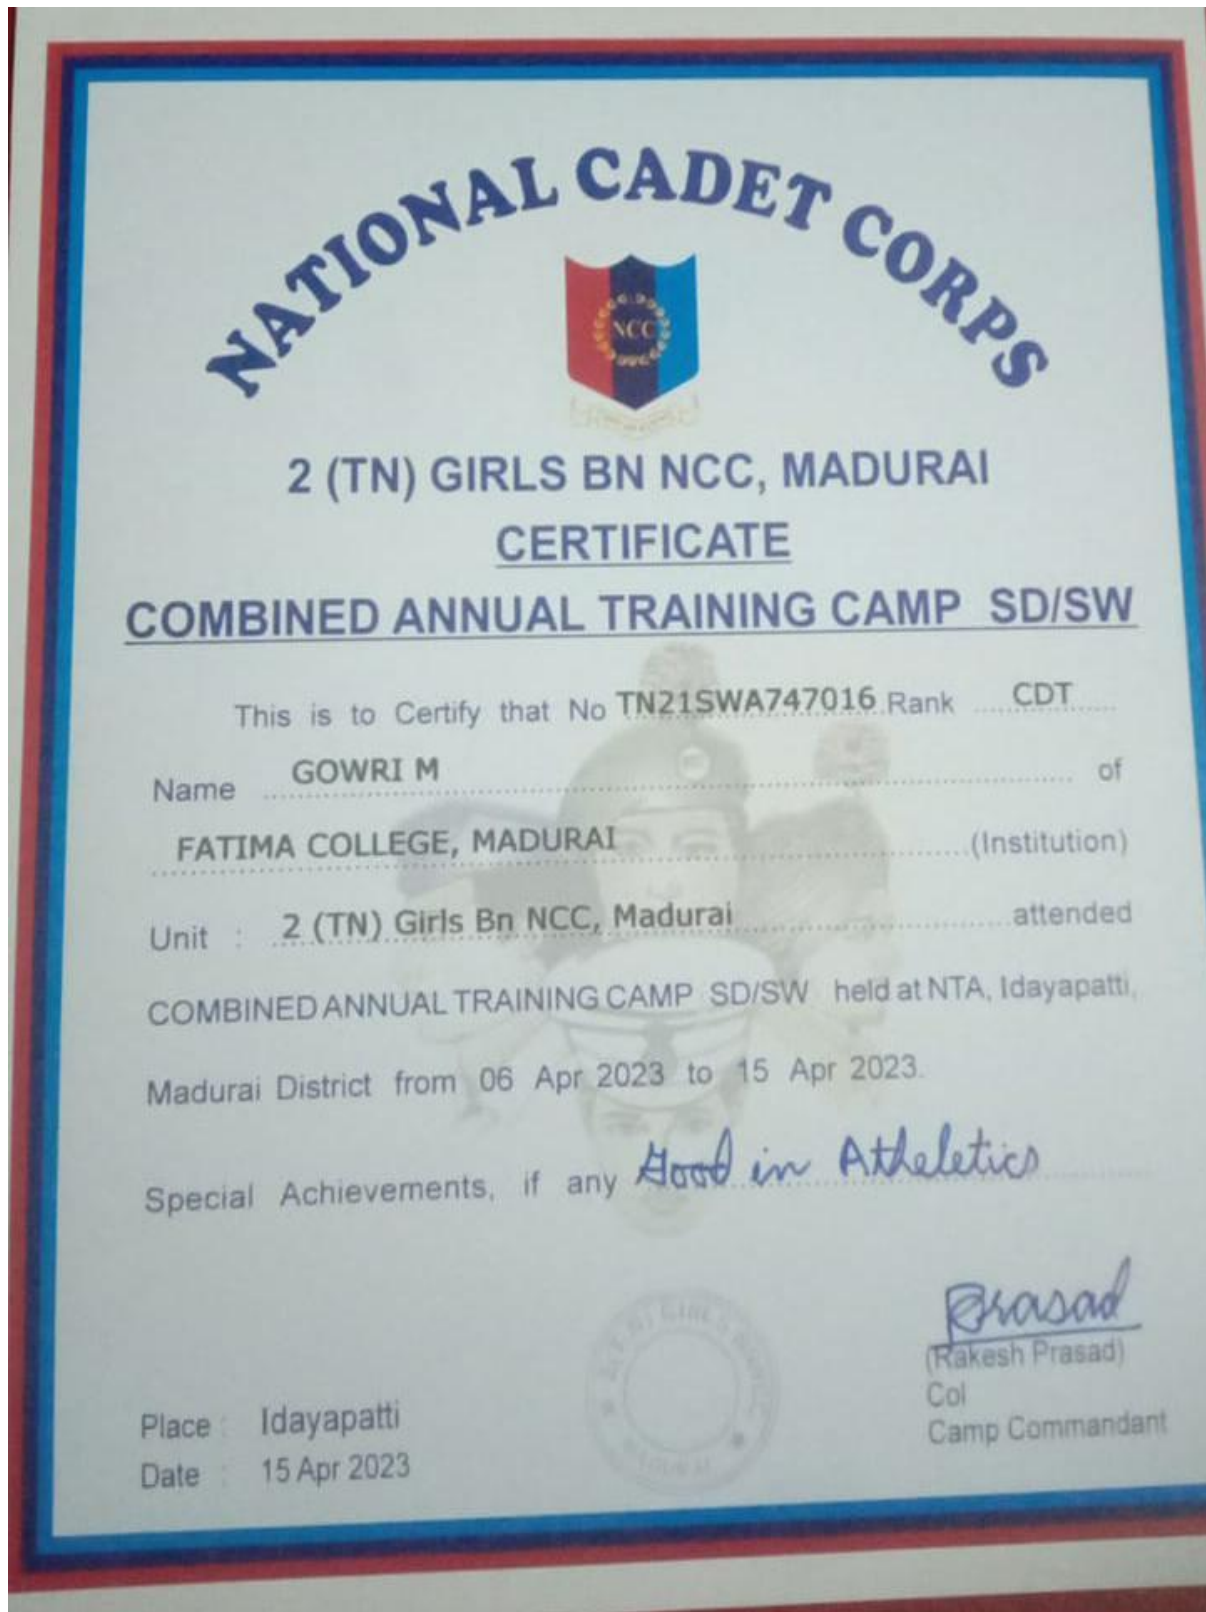 NATIONAL CADET CORPS
NCC
2 (TN) GIRLS BN NCC, MADURAI
CERTIFICATE
COMBINED ANNUAL TRAINING CAMP SD/SW
This is to Certify that No TN21SWA747016 Rank CDT
Name GOWRI M of
FATIMA COLLEGE, MADURAI (Institution)
Unit : 2 (TN) Girls Bn NCC, Madurai attended
COMBINED ANNUAL TRAINING CAMP SD/SW held at NTA, Idayapatti,
Madurai District from 06 Apr 2023 to 15 Apr 2023.
Special Achievements, if any Good in Atheletics
Prasad
(Rakesh Prasad)
Col
Camp Commandant
Place : Idayapatti
Date : 15 Apr 2023
GIRLS